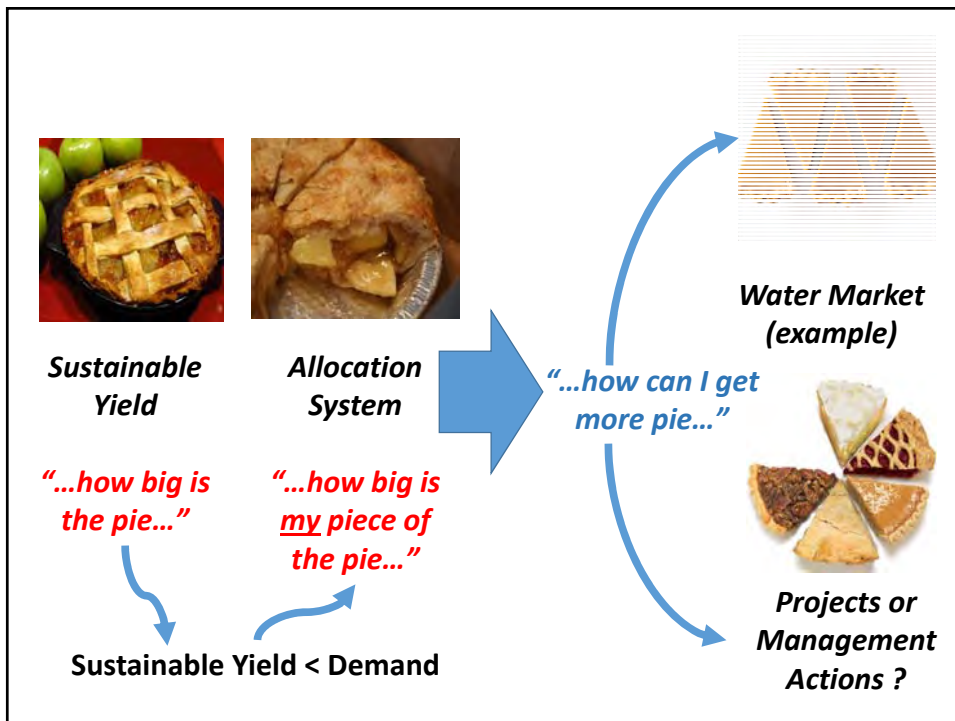 Sustainable
Yield
Allocation
System
“…how big is
the pie…”
“…how big is
my piece of
the pie…”
Sustainable Yield < Demand
“…how can I get
more pie…”
Water Market
(example)
Projects or
Management
Actions ?